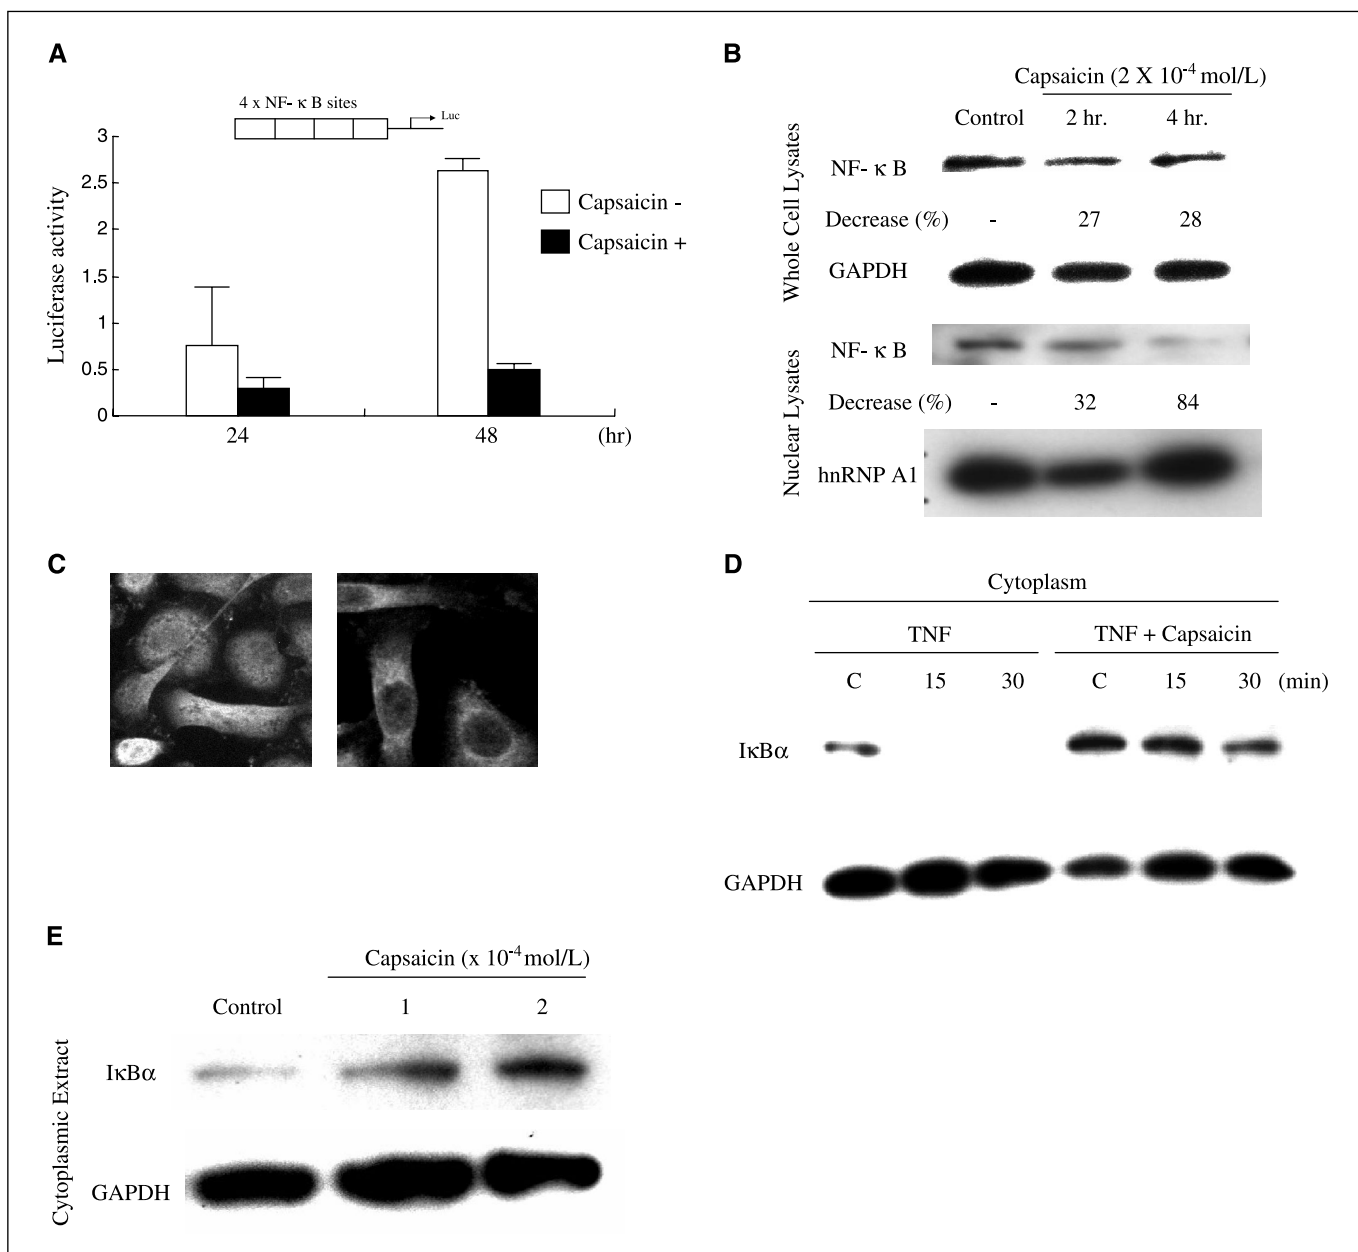 A
4 x NF- κ B sites
Luc
3
2.5
2
1.5
1
0.5
0
Luciferase activity
24
48
(hr)
Capsaicin -
Capsaicin +
B
Capsaicin (2 X 10⁻⁴ mol/L)
Control 2 hr. 4 hr.
Whole Cell Lysates
NF- κ B
Decrease (%) - 27 28
GAPDH
Nuclear Lysates
NF- κ B
Decrease (%) - 32 84
hnRNP A1
C
D
Cytoplasm
TNF TNF + Capsaicin
C 15 30 C 15 30 (min)
IκBα
GAPDH
E
Capsaicin (x 10⁻⁴ mol/L)
Control 1 2
Cytoplasmic Extract
IκBα
GAPDH